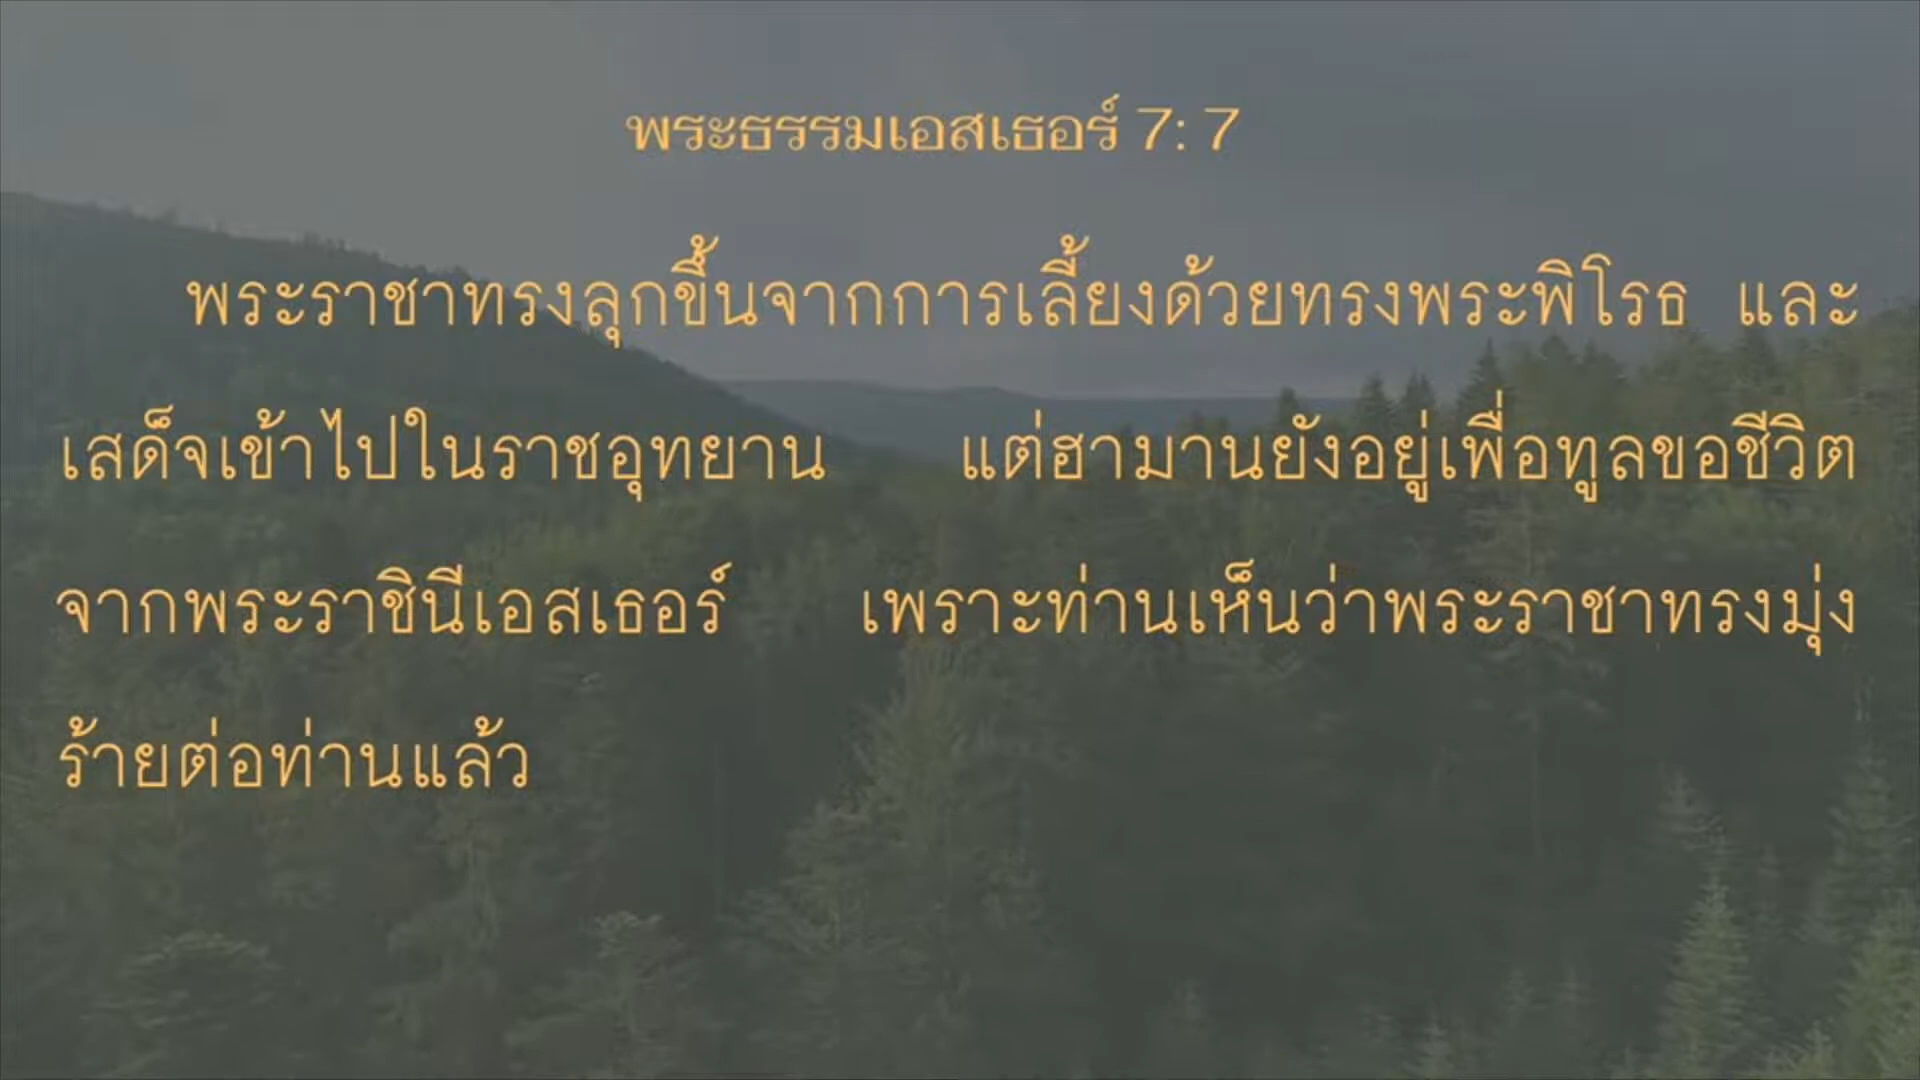 พระธรรมเอสเธอร์ 7: 7
พระราชาทรงลุกขึ้นจากการเลี้ยงด้วยทรงพระพิโรธ และ
เสด็จเข้าไปในราชอุทยาน แต่ฮามานยังอยู่เพื่อทูลขอชีวิต
จากพระราชินีเอสเธอร์ เพราะท่านเห็นว่าพระราชาทรงมุ่ง
ร้ายต่อท่านแล้ว